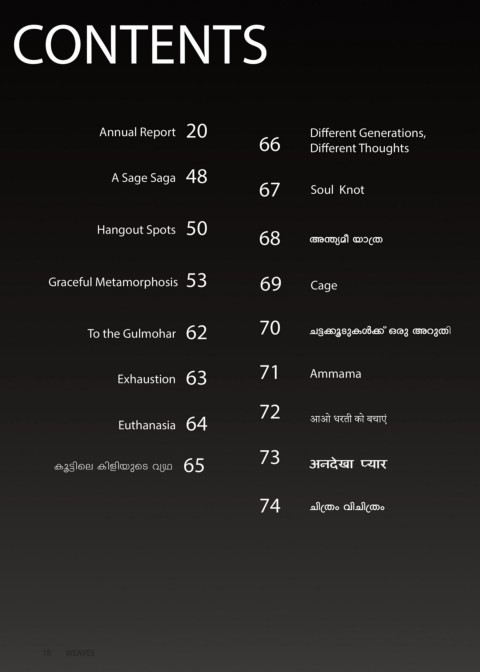 CONTENTS
Annual Report 20
A Sage Saga 48
Hangout Spots 50
Graceful Metamorphosis 53
To the Gulmohar 62
Exhaustion 63
Euthanasia 64
കൂട്ടിലെ കിളിയുടെ വ്യഥ 65
66 Different Generations,
Different Thoughts
67 Soul Knot
68 അന്ത്യമീ യാത്ര
69 Cage
70 ചട്ടക്കൂടുകൾക്ക് ഒരു അറുതി
71 Ammama
72 आओ धरती को बचाएं
73 अनदेखा प्यार
74 ചിത്രം വിചിത്രം
18 WEAVES